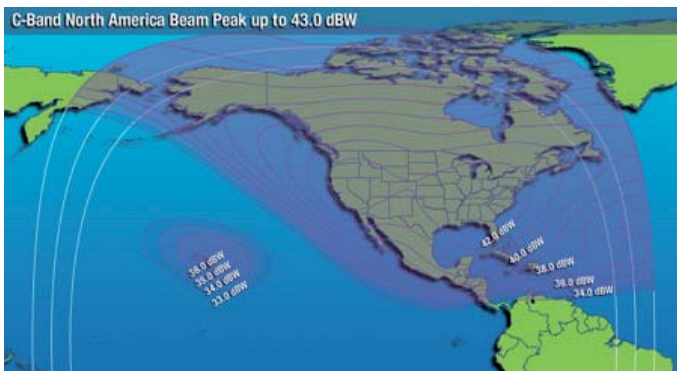 C-Band North America Beam Peak up to 43.0 dBW
42.0 dBW
40.0 dBW
38.0 dBW
36.0 dBW
34.0 dBW
36.0 dBW
35.0 dBW
34.0 dBW
33.0 dBW